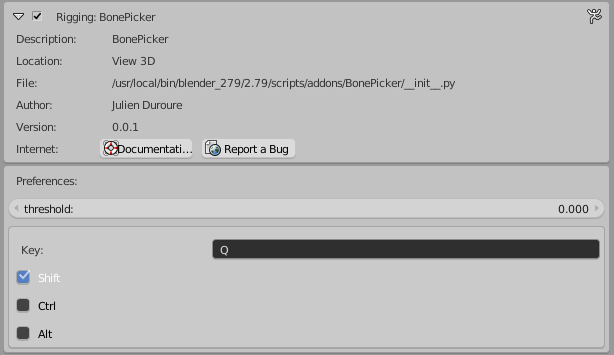 Rigging: BonePicker
Description: BonePicker
Location: View 3D
File: /usr/local/bin/blender_279/2.79/scripts/addons/BonePicker/__init__.py
Author: Julien Duroure
Version: 0.0.1
Internet: Documentati... Report a Bug
Preferences:
threshold: 0.000
Key: Q
Shift
Ctrl
Alt